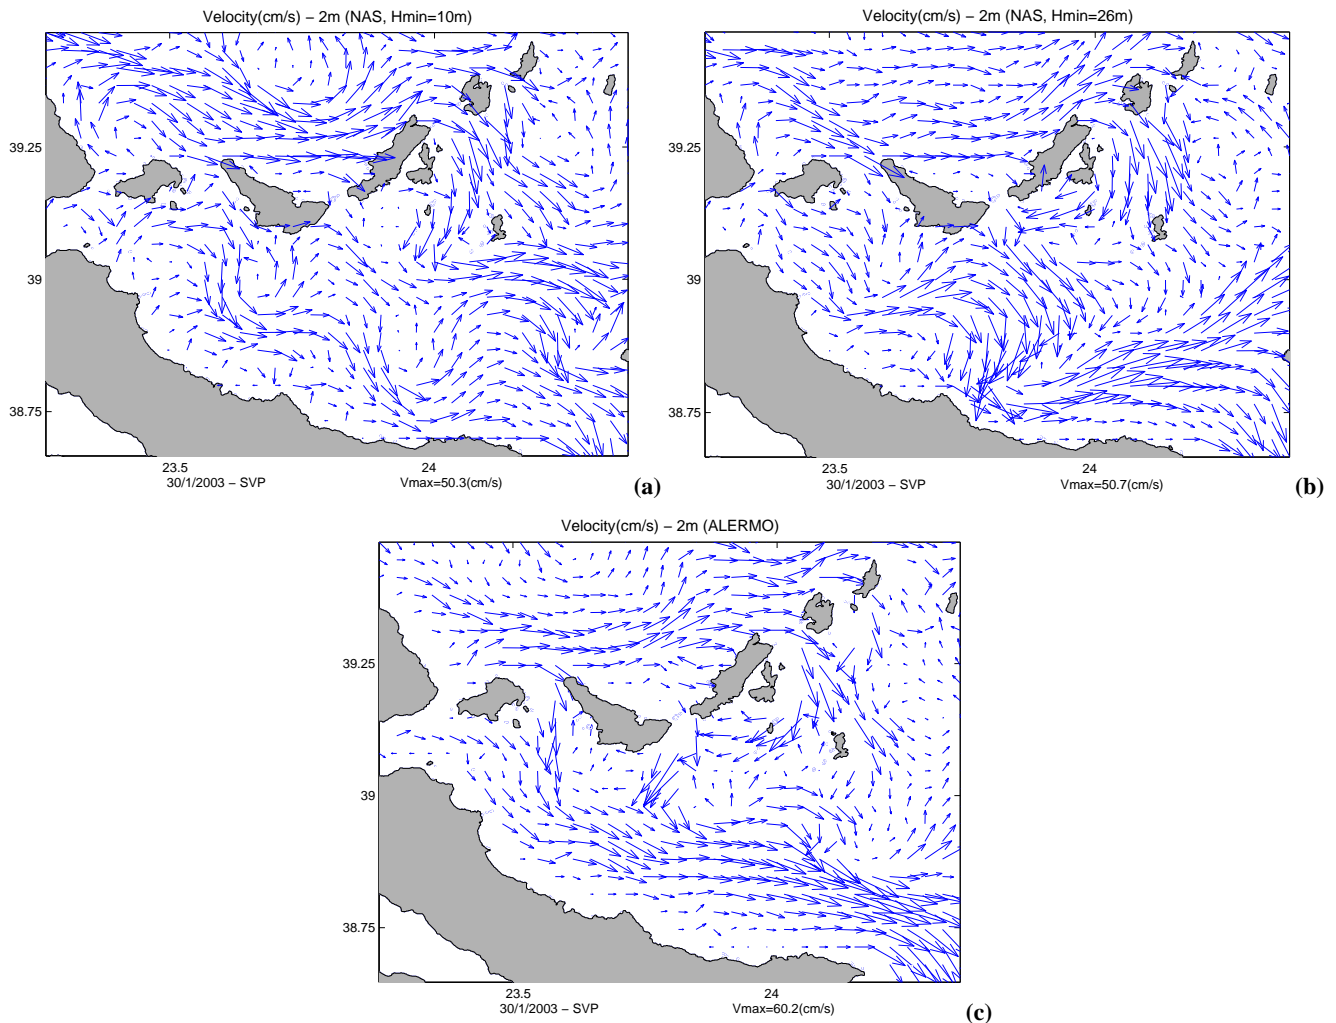 Velocity(cm/s) − 2m (NAS, Hmin=10m)
39.25
39
38.75
23.5
24
30/1/2003 − SVP
Vmax=50.3(cm/s)
(a)
Velocity(cm/s) − 2m (NAS, Hmin=26m)
39.25
39
38.75
23.5
24
30/1/2003 − SVP
Vmax=50.7(cm/s)
(b)
Velocity(cm/s) − 2m (ALERMO)
39.25
39
38.75
23.5
24
30/1/2003 − SVP
Vmax=60.2(cm/s)
(c)